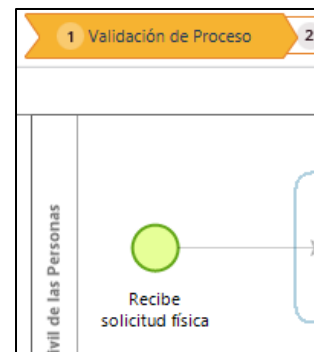 1 Validación de Proceso
2
ivil de las Personas
Recibe
solicitud física